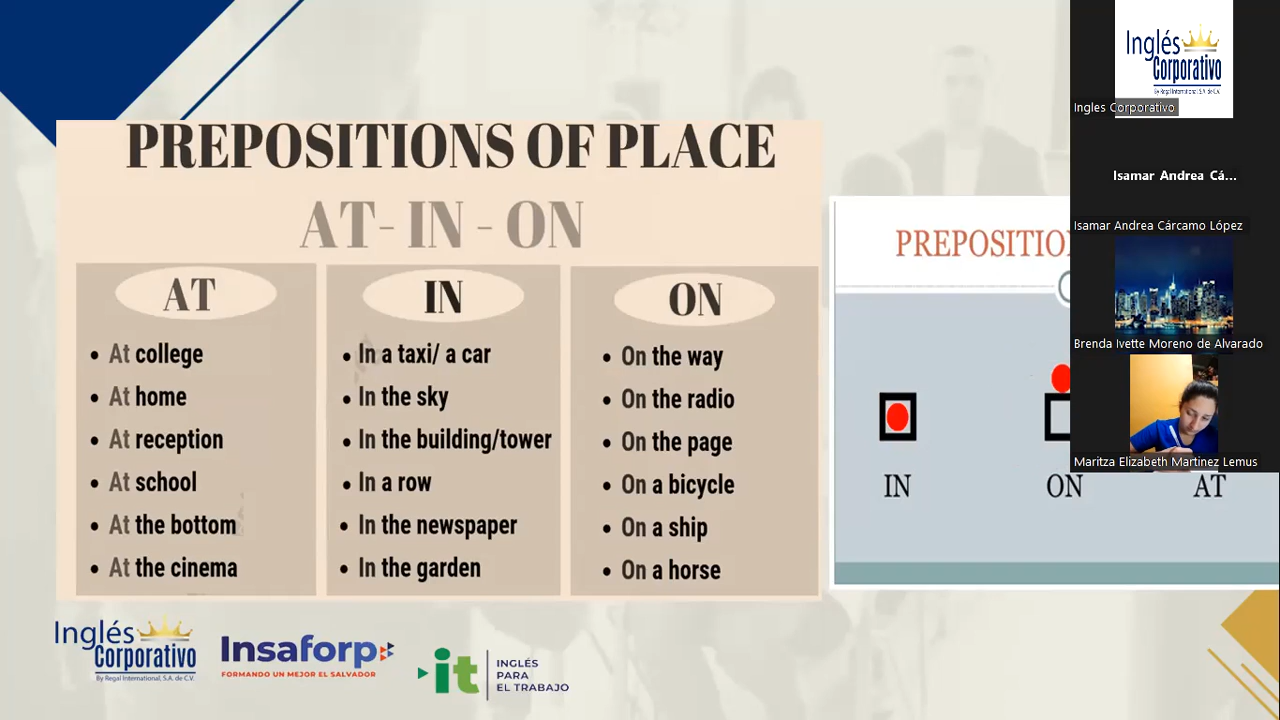 PREPOSITIONS OF PLACE
AT- IN - ON
AT
• At college
• At home
• At reception
• At school
• At the bottom
• At the cinema
IN
• In a taxi/ a car
• In the sky
• In the building/tower
• In a row
• In the newspaper
• In the garden
ON
• On the way
• On the radio
• On the page
• On a bicycle
• On a ship
• On a horse
PREPOSITIO
IN
ON
AT
Inglés
Corporativo
By Regal International, S.A. de C.V.
Insaforp
FORMANDO UN MEJOR EL SALVADOR
it
INGLÉS
PARA
EL TRABAJO
Inglés
Corporativo
By Regal International, S.A. de C.V.
Ingles Corporativo
Isamar Andrea Cá...
Isamar Andrea Cárcamo López
Brenda Ivette Moreno de Alvarado
Maritza Elizabeth Martinez Lemus